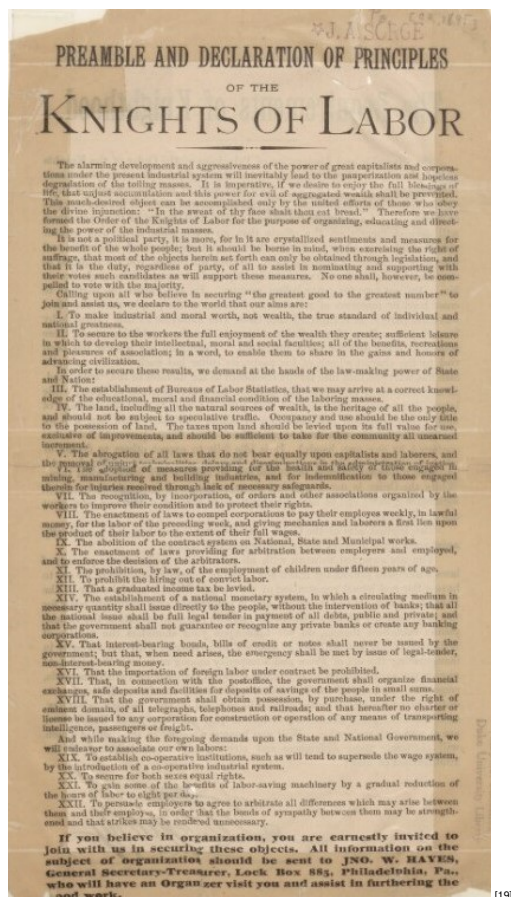 *J. A. SORGE
PREAMBLE AND DECLARATION OF PRINCIPLES
OF THE
KNIGHTS OF LABOR
The alarming development and aggressiveness of the power of great capitalists and corpora-
tions under the present industrial system will inevitably lead to the pauperization and hopeless
degradation of the toiling masses. It is imperative, if we desire to enjoy the full blessings of
life, that unjust accumulation and this power for evil of aggregated wealth shall be prevented.
This much-desired object can be accomplished only by the united efforts of those who obey
the divine injunction: "In the sweat of thy face shalt thou eat bread." Therefore we have
formed the Order of the Knights of Labor for the purpose of organizing, educating and direct-
ing the power of the industrial masses.
It is not a political party, it is more, for in it are crystallized sentiments and measures for
the benefit of the whole people; but it should be borne in mind, when exercising the right of
suffrage, that most of the objects herein set forth can only be obtained through legislation, and
that it is the duty, regardless of party, of all to assist in nominating and supporting with
their votes such candidates as will support these measures. No one shall, however, be com-
pelled to vote with the majority.
Calling upon all who believe in securing "the greatest good to the greatest number" to
join and assist us, we declare to the world that our aims are:
I. To make industrial and moral worth, not wealth, the true standard of individual and
national greatness.
II. To secure to the workers the full enjoyment of the wealth they create; sufficient leisure
in which to develop their intellectual, moral and social faculties; all of the benefits, recreations
and pleasures of association; in a word, to enable them to share in the gains and honors of
advancing civilization.
In order to secure these results, we demand at the hands of the law-making power of State
and Nation:
III. The establishment of Bureaus of Labor Statistics, that we may arrive at a correct knowl-
edge of the educational, moral and financial condition of the laboring masses.
IV. The land, including all the natural sources of wealth, is the heritage of all the people,
and should not be subject to speculative traffic. Occupancy and use should be the only title
to the possession of land. The taxes upon land should be levied upon its full value for use,
exclusive of improvements, and should be sufficient to take for the community all unearned
increment.
V. The abrogation of all laws that do not bear equally upon capitalists and laborers, and
VI. The adoption of measures providing for the health and safety of those engaged in
mining, manufacturing and building industries, and for indemnification to those engaged
therein for injuries received through lack of necessary safeguards.
VII. The recognition, by incorporation, of orders and other associations organized by the
workers to improve their condition and to protect their rights.
VIII. The enactment of laws to compel corporations to pay their employes weekly, in lawful
money, for the labor of the preceding week, and giving mechanics and laborers a first lien upon
the product of their labor to the extent of their full wages.
IX. The abolition of the contract system on National, State and Municipal works.
X. The enactment of laws providing for arbitration between employers and employed,
and to enforce the decision of the arbitrators.
XI. The prohibition, by law, of the employment of children under fifteen years of age.
XII. To prohibit the hiring out of convict labor.
XIII. That a graduated income tax be levied.
XIV. The establishment of a national monetary system, in which a circulating medium in
necessary quantity shall issue directly to the people, without the intervention of banks; that all
the national issue shall be full legal tender in payment of all debts, public and private; and
that the government shall not guarantee or recognize any private banks or create any banking
corporations.
XV. That interest-bearing bonds, bills of credit or notes shall never be issued by the
government; but that, when need arises, the emergency shall be met by issue of legal-tender,
non-interest-bearing money.
XVI. That the importation of foreign labor under contract be prohibited.
XVII. That, in connection with the postoffice, the government shall organize financial
exchanges, safe deposits and facilities for deposits of savings of the people in small sums.
XVIII. That the government shall obtain possession, by purchase, under the right of
eminent domain, of all telegraphs, telephones and railroads; and that hereafter no charter or
license be issued to any corporation for construction or operation of any means of transporting
intelligence, passengers or freight.
And while making the foregoing demands upon the State and National Government, we
will endeavor to associate our own labors:
XIX. To establish co-operative institutions, such as will tend to supersede the wage system,
by the introduction of a co-operative industrial system.
XX. To secure for both sexes equal rights.
XXI. To gain some of the benefits of labor-saving machinery by a gradual reduction of
the hours of labor to eight per day.
XXII. To persuade employers to agree to arbitrate all differences which may arise between
them and their employes, in order that the bonds of sympathy between them may be strength-
ened and that strikes may be rendered unnecessary.
If you believe in organization, you are earnestly invited to
join with us in securing these objects. All information on the
subject of organization should be sent to JNO. W. HAYES,
General Secretary-Treasurer, Lock Box 885, Philadelphia, Pa.,
who will have an Organ zer visit you and assist in furthering the
good work.
Duke University Library
[19]